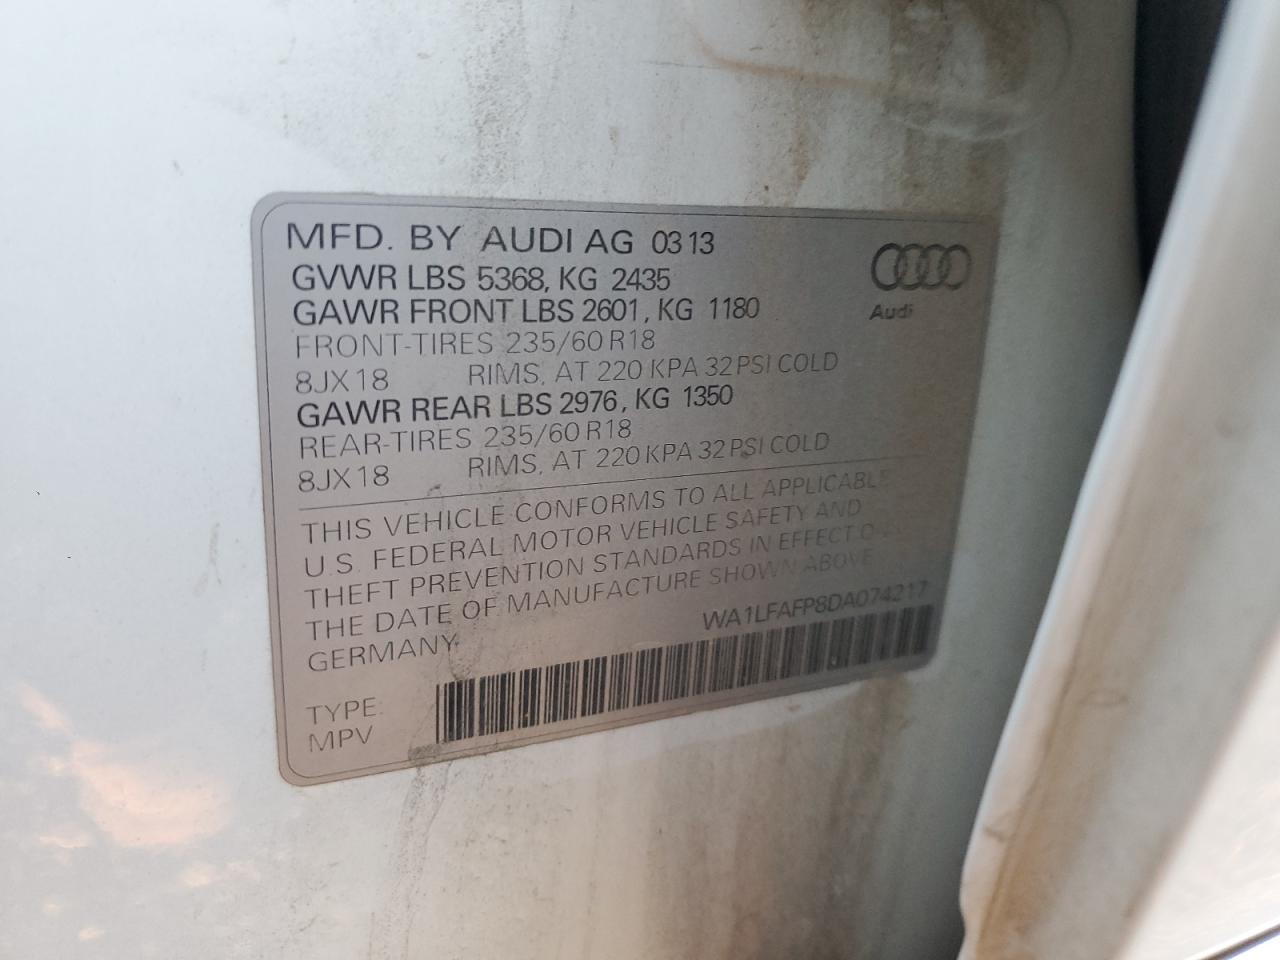 MFD. BY AUDI AG 03 13
GVWR LBS 5368, KG 2435
GAWR FRONT LBS 2601, KG 1180
FRONT-TIRES 235/60 R18
8JX18 RIMS, AT 220 KPA 32 PSI COLD
GAWR REAR LBS 2976, KG 1350
REAR-TIRES 235/60 R18
8JX18 RIMS, AT 220 KPA 32 PSI COLD
Audi
THIS VEHICLE CONFORMS TO ALL APPLICABLE
U.S. FEDERAL MOTOR VEHICLE SAFETY AND
THEFT PREVENTION STANDARDS IN EFFECT
THE DATE OF MANUFACTURE SHOWN ABOVE
GERMANY
WA1LFAFP8DA074217
TYPE:
MPV